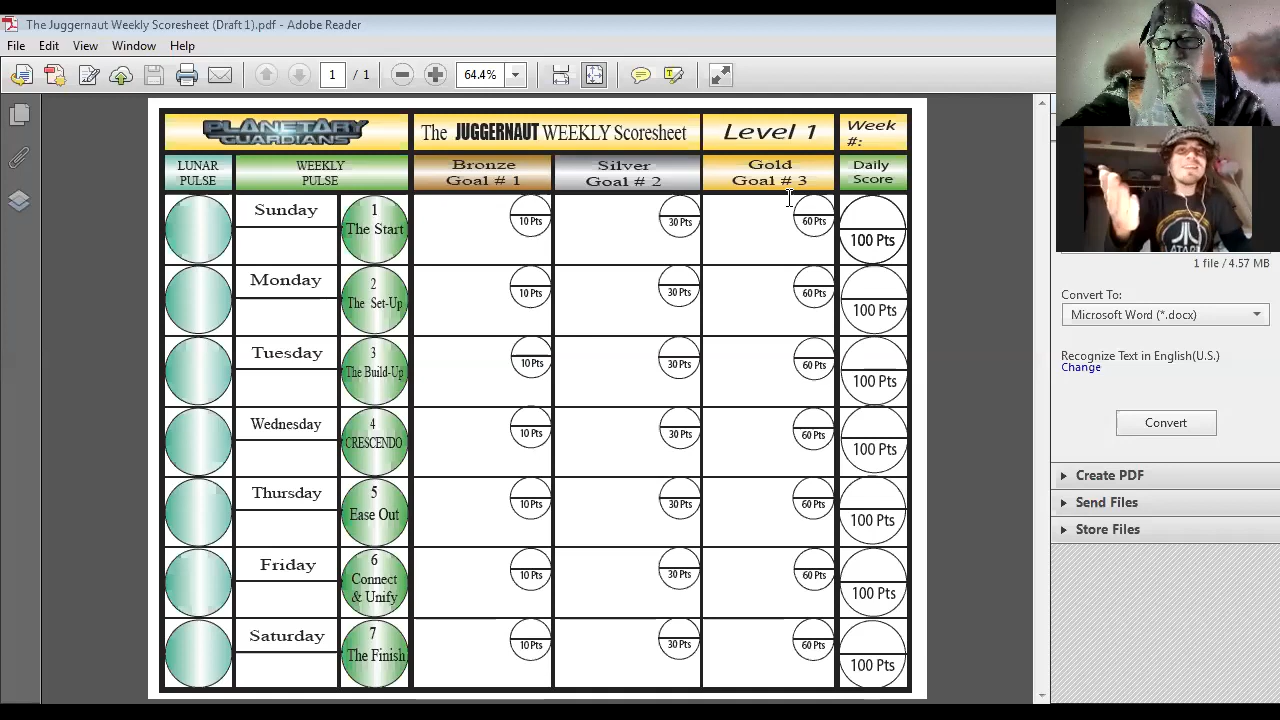 The Juggernaut Weekly Scoresheet (Draft 1).pdf - Adobe Reader
File Edit View Window Help
1 / 1 64.4%
PLANETARY GUARDIANS
The JUGGERNAUT WEEKLY Scoresheet
Level 1
Week #:
LUNAR PULSE
WEEKLY PULSE
Bronze Goal # 1
Silver Goal # 2
Gold Goal # 3
Daily Score
Sunday 1 The Start 10 Pts 30 Pts 60 Pts 100 Pts
Monday 2 The Set-Up 10 Pts 30 Pts 60 Pts 100 Pts
Tuesday 3 The Build-Up 10 Pts 30 Pts 60 Pts 100 Pts
Wednesday 4 CRESCENDO 10 Pts 30 Pts 60 Pts 100 Pts
Thursday 5 Ease Out 10 Pts 30 Pts 60 Pts 100 Pts
Friday 6 Connect & Unify 10 Pts 30 Pts 60 Pts 100 Pts
Saturday 7 The Finish 10 Pts 30 Pts 60 Pts 100 Pts
1 file / 4.57 MB
Convert To:
Microsoft Word (*.docx)
Recognize Text in English(U.S.)
Change
Convert
Create PDF
Send Files
Store Files